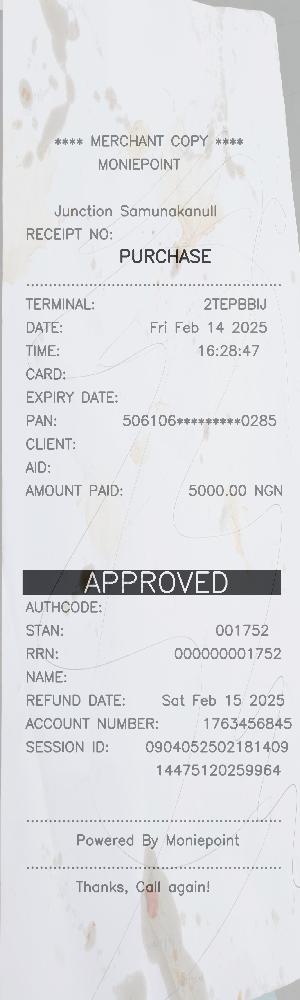 **** MERCHANT COPY ****
MONIEPOINT
Junction Samunakanull
RECEIPT NO:
PURCHASE
TERMINAL: 2TEPBBIJ
DATE: Fri Feb 14 2025
TIME: 16:28:47
CARD:
EXPIRY DATE:
PAN: 506106*********0285
CLIENT:
AID:
AMOUNT PAID: 5000.00 NGN
APPROVED
AUTHCODE:
STAN: 001752
RRN: 000000001752
NAME:
REFUND DATE: Sat Feb 15 2025
ACCOUNT NUMBER: 1763456845
SESSION ID: 0904052502181409
14475120259964
Powered By Moniepoint
Thanks, Call again!